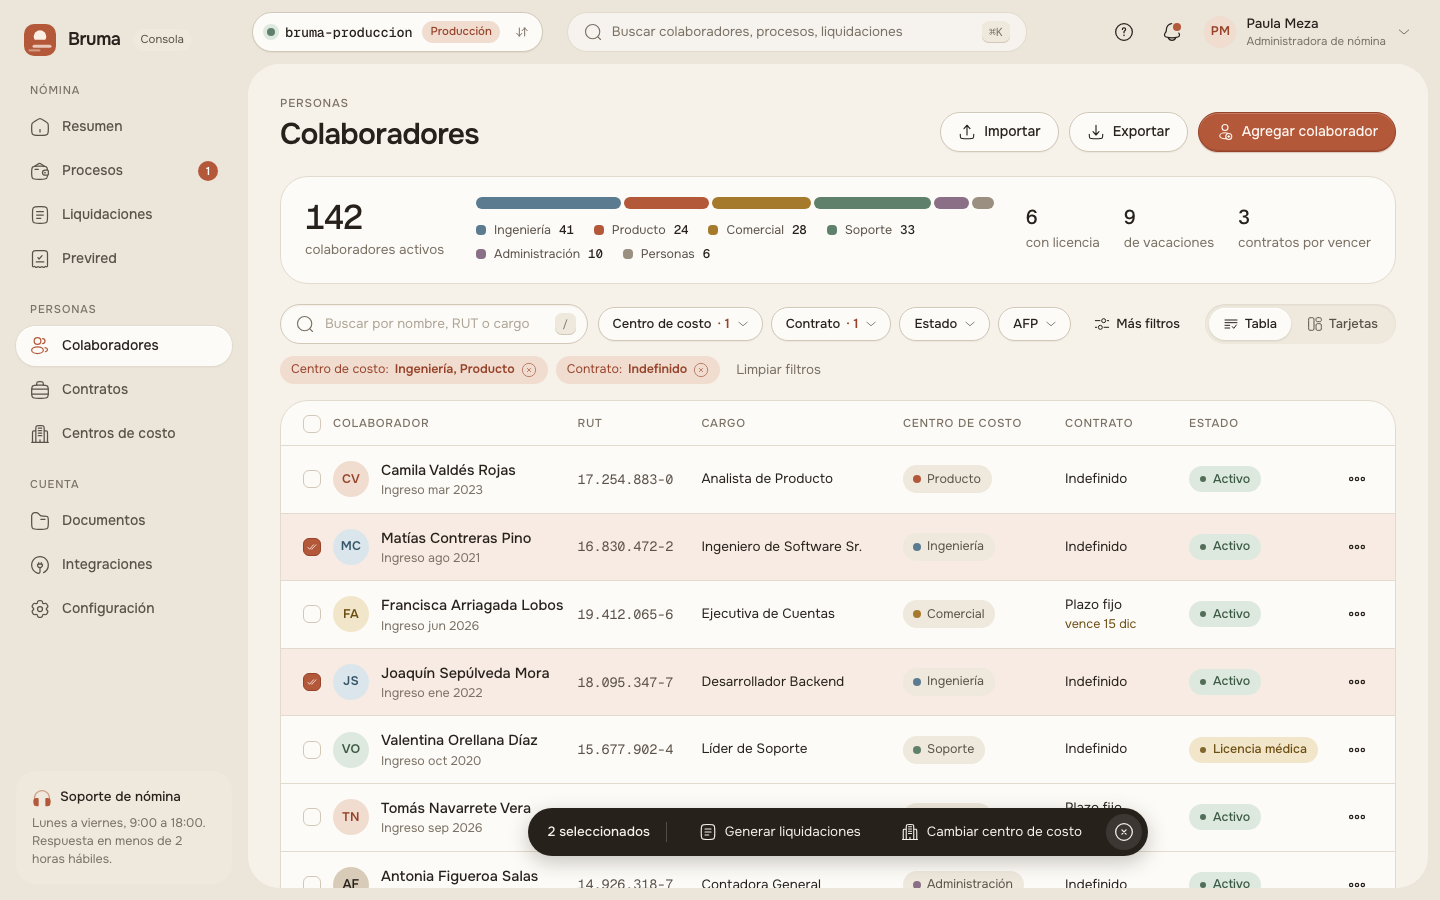 Bruma
Consola
bruma-produccion
Producción
Buscar colaboradores, procesos, liquidaciones
⌘K
PM
Paula Meza
Administradora de nómina
NÓMINA
Resumen
Procesos
1
Liquidaciones
Previred
PERSONAS
Colaboradores
Contratos
Centros de costo
CUENTA
Documentos
Integraciones
Configuración
Soporte de nómina
Lunes a viernes, 9:00 a 18:00.
Respuesta en menos de 2
horas hábiles.
PERSONAS
Colaboradores
Importar
Exportar
Agregar colaborador
142
colaboradores activos
Ingeniería 41
Producto 24
Comercial 28
Soporte 33
Administración 10
Personas 6
6
con licencia
9
de vacaciones
3
contratos por vencer
Buscar por nombre, RUT o cargo
/
Centro de costo · 1
Contrato · 1
Estado
AFP
Más filtros
Tabla
Tarjetas
Centro de costo: Ingeniería, Producto
Contrato: Indefinido
Limpiar filtros
COLABORADOR RUT CARGO CENTRO DE COSTO CONTRATO ESTADO
CV Camila Valdés Rojas 17.254.883-0 Analista de Producto Producto Indefinido Activo
Ingreso mar 2023
MC Matías Contreras Pino 16.830.472-2 Ingeniero de Software Sr. Ingeniería Indefinido Activo
Ingreso ago 2021
FA Francisca Arriagada Lobos 19.412.065-6 Ejecutiva de Cuentas Comercial Plazo fijo Activo
Ingreso jun 2026 vence 15 dic
JS Joaquín Sepúlveda Mora 18.095.347-7 Desarrollador Backend Ingeniería Indefinido Activo
Ingreso ene 2022
VO Valentina Orellana Díaz 15.677.902-4 Líder de Soporte Soporte Indefinido Licencia médica
Ingreso oct 2020
TN Tomás Navarrete Vera Plazo fijo Activo
Ingreso sep 2026
2 seleccionados
Generar liquidaciones
Cambiar centro de costo
AF Antonia Figueroa Salas 14.926.318-7 Contadora General Administración Indefinido Activo